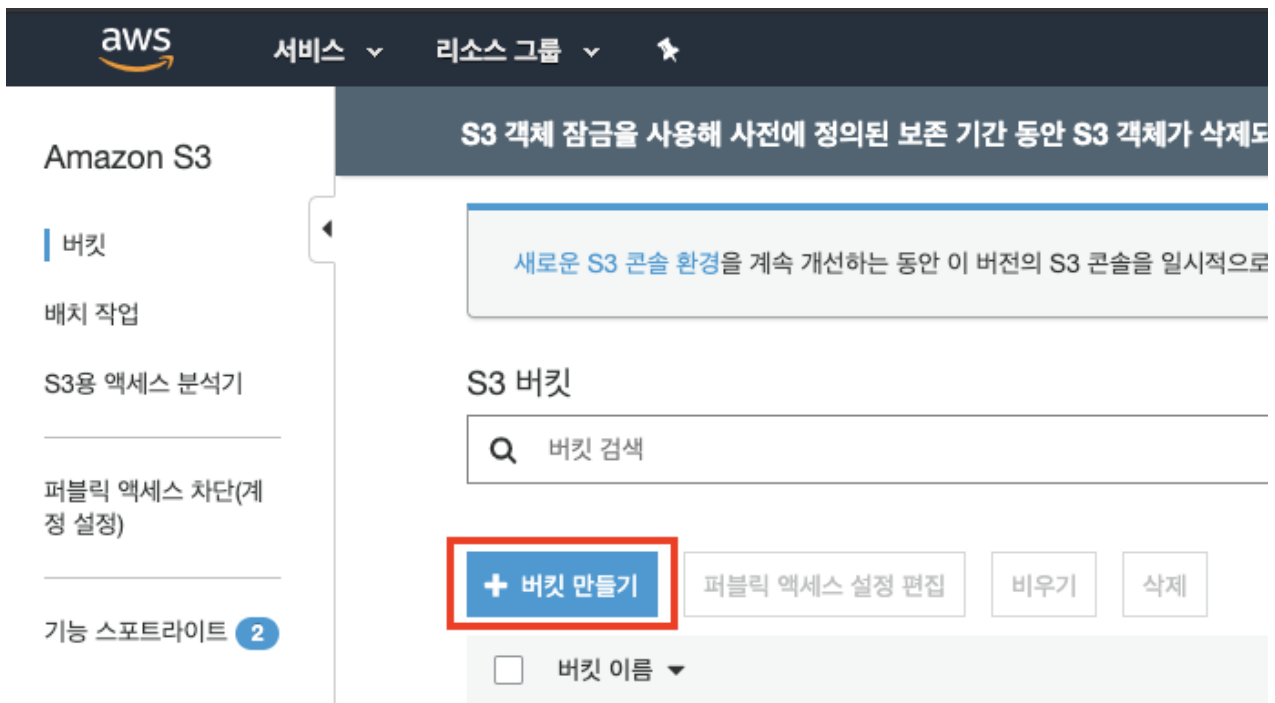 aws 서비스 리소스 그룹
S3 객체 잠금을 사용해 사전에 정의된 보존 기간 동안 S3 객체가
Amazon S3
버킷
배치 작업
S3용 액세스 분석기
퍼블릭 액세스 차단(계
정 설정)
기능 스포트라이트 2
새로운 S3 콘솔 환경을 계속 개선하는 동안 이 버전의 S3 콘솔을 일시적으로
S3 버킷
버킷 검색
+ 버킷 만들기 퍼블릭 액세스 설정 편집 비우기 삭제
버킷 이름